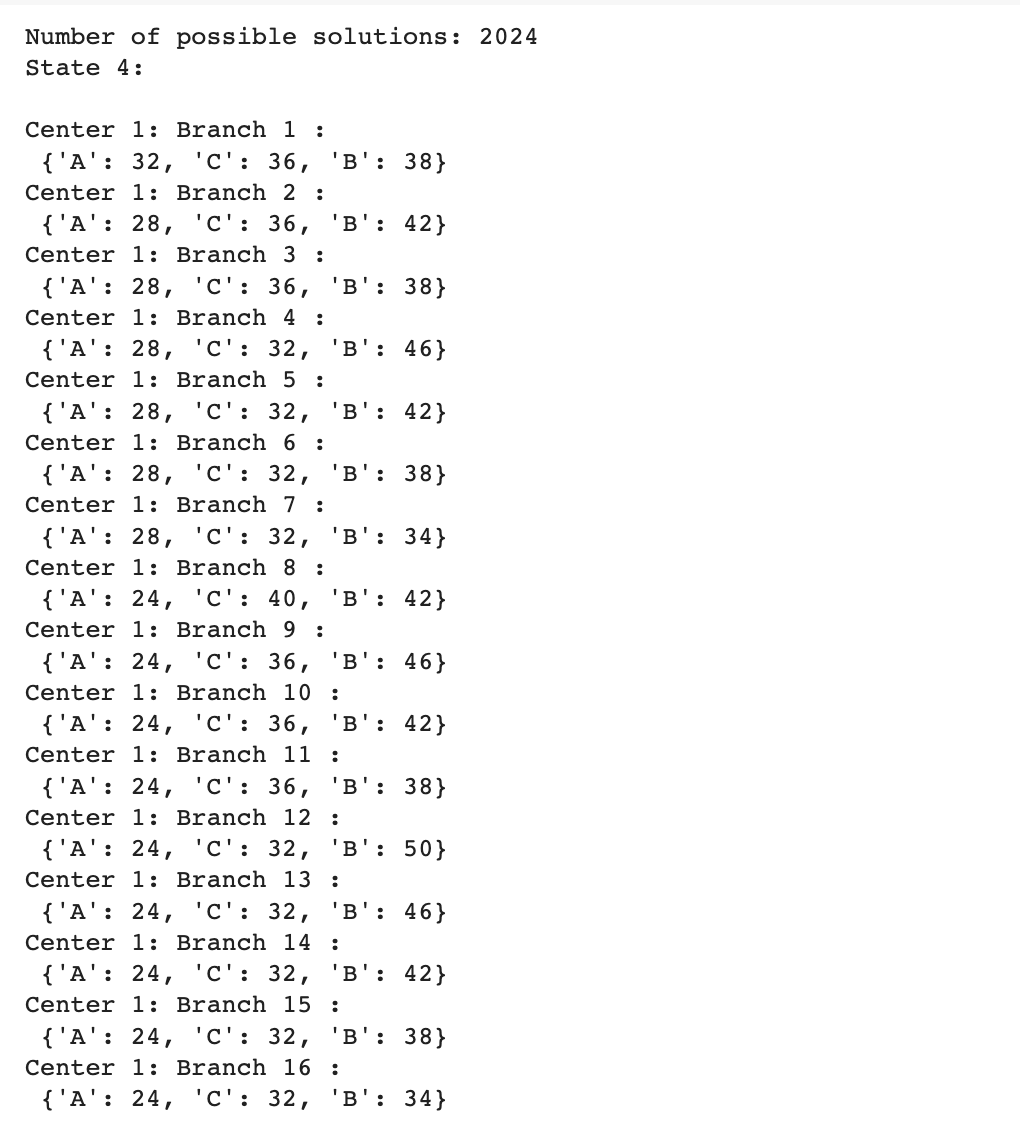 Number of possible solutions: 2024
State 4:
Center 1: Branch 1 :
{'A': 32, 'C': 36, 'B': 38}
Center 1: Branch 2 :
{'A': 28, 'C': 36, 'B': 42}
Center 1: Branch 3 :
{'A': 28, 'C': 36, 'B': 38}
Center 1: Branch 4 :
{'A': 28, 'C': 32, 'B': 46}
Center 1: Branch 5 :
{'A': 28, 'C': 32, 'B': 42}
Center 1: Branch 6 :
{'A': 28, 'C': 32, 'B': 38}
Center 1: Branch 7 :
{'A': 28, 'C': 32, 'B': 34}
Center 1: Branch 8 :
{'A': 24, 'C': 40, 'B': 42}
Center 1: Branch 9 :
{'A': 24, 'C': 36, 'B': 46}
Center 1: Branch 10 :
{'A': 24, 'C': 36, 'B': 42}
Center 1: Branch 11 :
{'A': 24, 'C': 36, 'B': 38}
Center 1: Branch 12 :
{'A': 24, 'C': 32, 'B': 50}
Center 1: Branch 13 :
{'A': 24, 'C': 32, 'B': 46}
Center 1: Branch 14 :
{'A': 24, 'C': 32, 'B': 42}
Center 1: Branch 15 :
{'A': 24, 'C': 32, 'B': 38}
Center 1: Branch 16 :
{'A': 24, 'C': 32, 'B': 34}